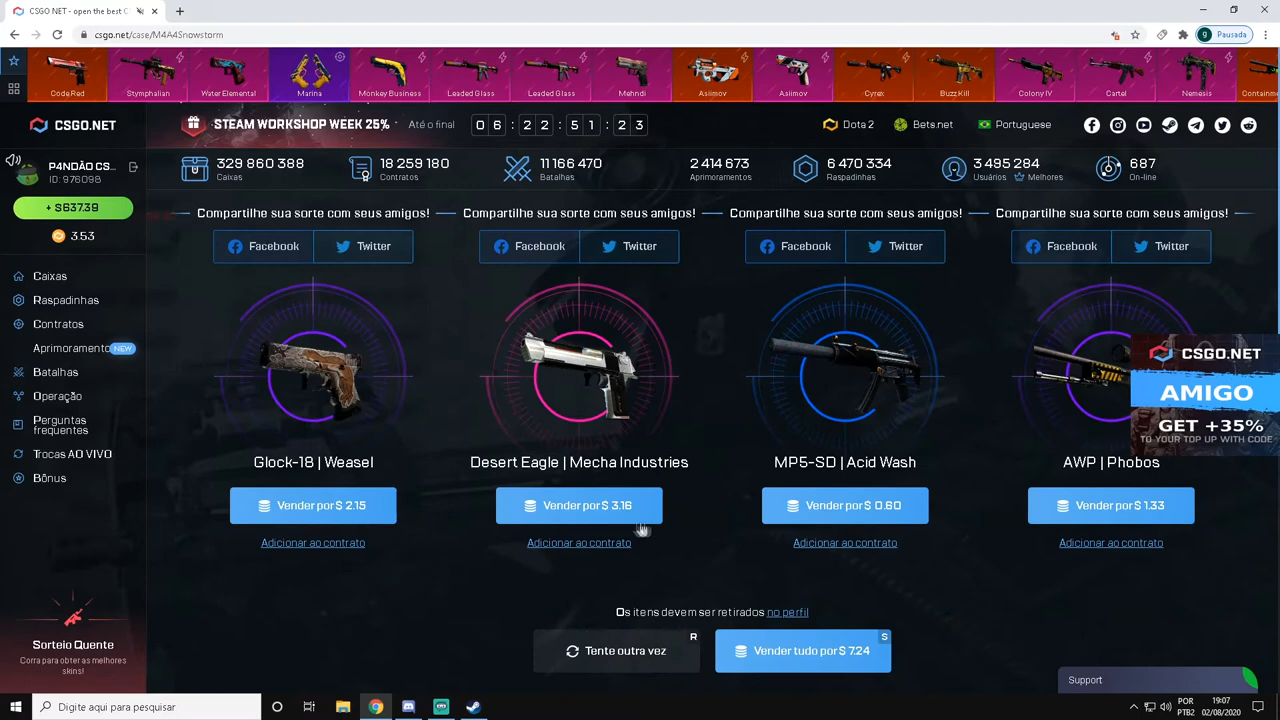 CSGO NET - open the best C
csgo.net/case/M4A4Snowstorm
Pausada
Code Red
Stymphalian
Water Elemental
Marina
Monkey Business
Leaded Glass
Leaded Glass
Mehndi
Asiimov
Asiimov
Cyrex
Buzz Kill
Colony IV
Cartel
Nemesis
Containme
CSGO.NET
STEAM WORKSHOP WEEK 25%
Até o final
06:22:51:23
Dota 2
Bets.net
Portuguese
P4NDÃO CS...
ID: 976098
+ $637.39
3.53
329 860 388
Caixas
18 259 180
Contratos
11 166 470
Batalhas
2 414 673
Aprimoramentos
6 470 334
Raspadinhas
3 495 284
Usuários
Melhores
687
On-line
Compartilhe sua sorte com seus amigos!
Compartilhe sua sorte com seus amigos!
Compartilhe sua sorte com seus amigos!
Compartilhe sua sorte com seus amigos!
Facebook
Twitter
Facebook
Twitter
Facebook
Twitter
Facebook
Twitter
Caixas
Raspadinhas
Contratos
Aprimoramento
NEW
Batalhas
Operação
Perguntas
frequentes
Trocas AO VIVO
Bônus
CSGO.NET
AMIGO
GET +35%
TO YOUR TOP UP WITH CODE
Glock-18 | Weasel
Desert Eagle | Mecha Industries
MP5-SD | Acid Wash
AWP | Phobos
Vender por $ 2.15
Vender por $ 3.16
Vender por $ 0.60
Vender por $ 1.33
Adicionar ao contrato
Adicionar ao contrato
Adicionar ao contrato
Adicionar ao contrato
Os itens devem ser retirados no perfil
Tente outra vez
R
Vender tudo por $ 7.24
S
Sorteio Quente
Corra para obter as melhores
skins!
Support
Digite aqui para pesquisar
POR
PTB2
19:07
02/08/2020